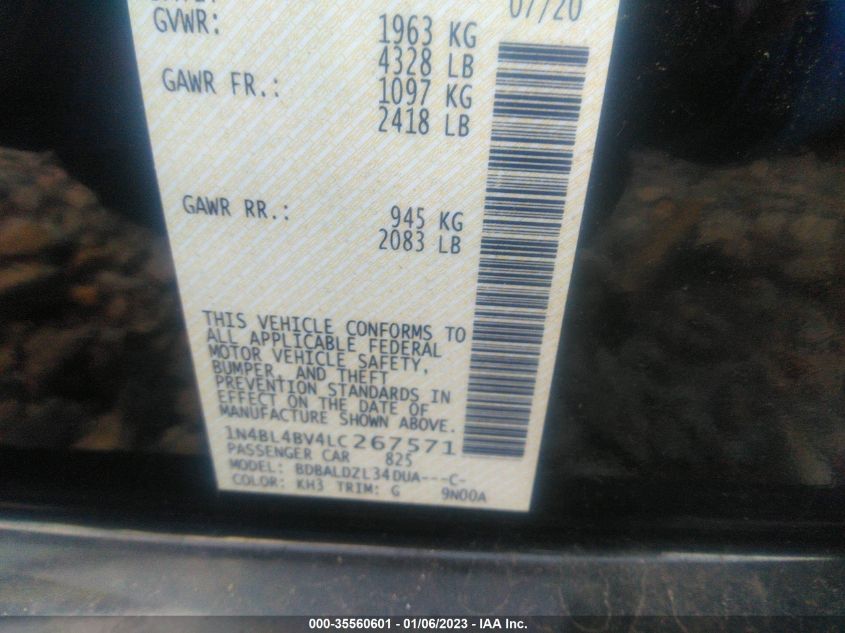 07/20
GVWR: 1963 KG
4328 LB
GAWR FR.: 1097 KG
2418 LB
GAWR RR.: 945 KG
2083 LB
THIS VEHICLE CONFORMS TO
ALL APPLICABLE FEDERAL
MOTOR VEHICLE SAFETY,
BUMPER, AND THEFT
PREVENTION STANDARDS IN
EFFECT ON THE DATE OF
MANUFACTURE SHOWN ABOVE.
1N4BL4BV4LC267571
PASSENGER CAR 825
MODEL: BDBALDZL34DUA---C-
COLOR: KH3 TRIM: G 9N00A
000-35560601 - 01/06/2023 - IAA Inc.